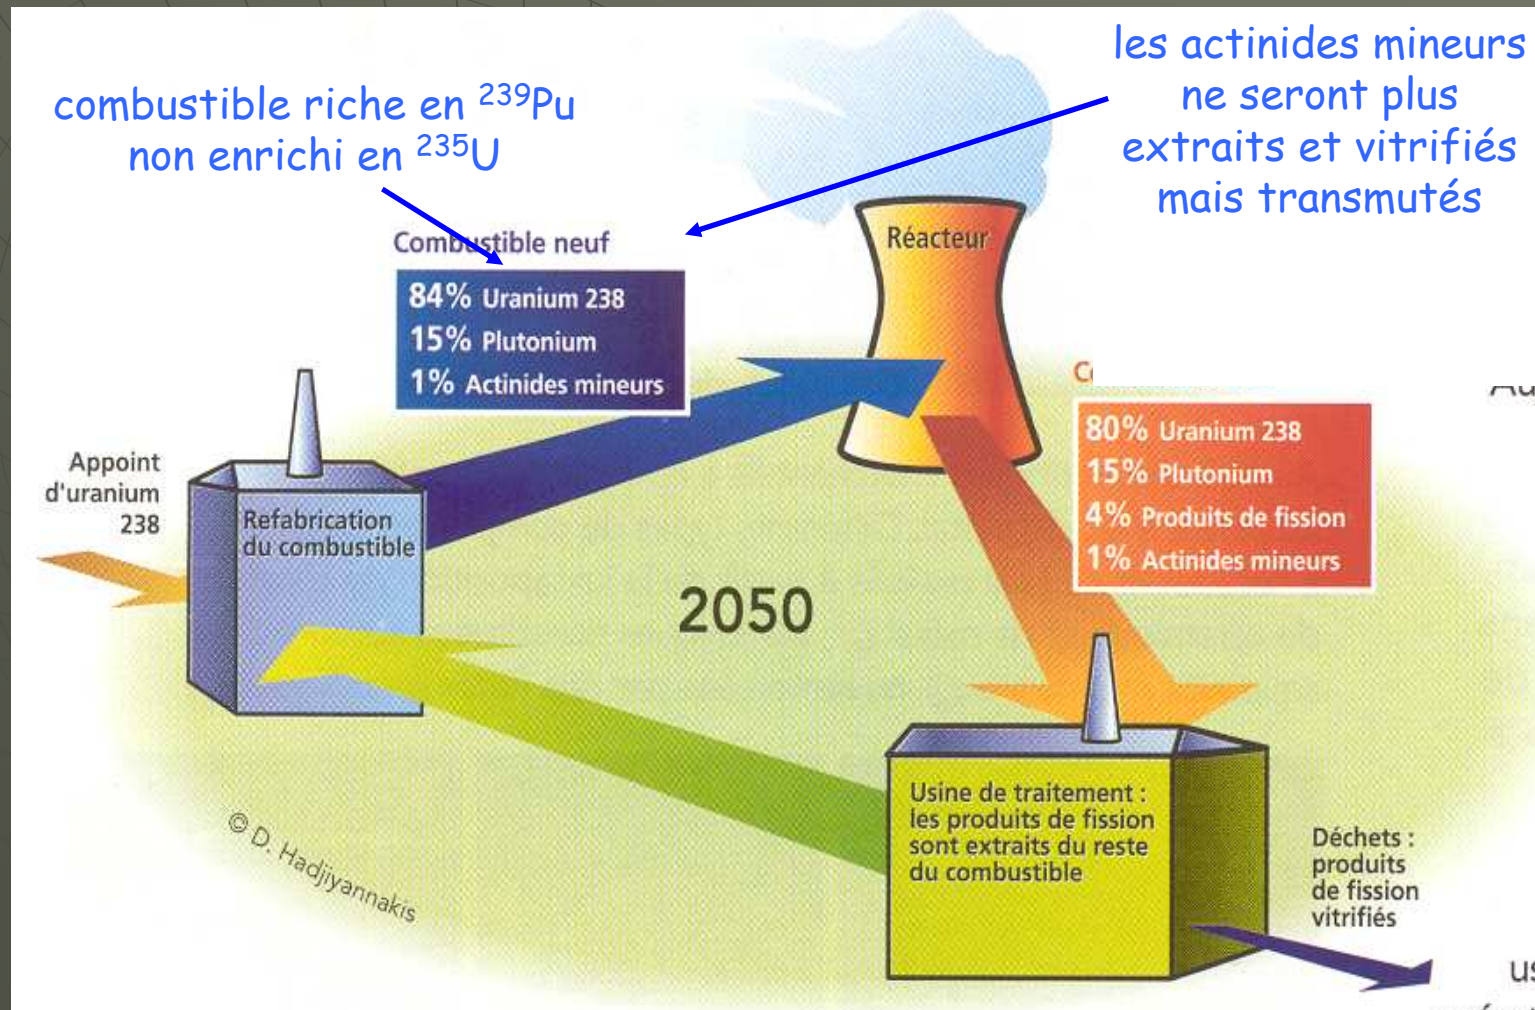 combustible riche en ²³⁹Pu
non enrichi en ²³⁵U
les actinides mineurs
ne seront plus
extraits et vitrifiés
mais transmutés
Combustible neuf
84% Uranium 238
15% Plutonium
1% Actinides mineurs
Réacteur
80% Uranium 238
15% Plutonium
4% Produits de fission
1% Actinides mineurs
Appoint
d'uranium
238
Refabrication
du combustible
2050
Usine de traitement :
les produits de fission
sont extraits du reste
du combustible
Déchets :
produits
de fission
vitrifiés
© D. Hadjiyannakis